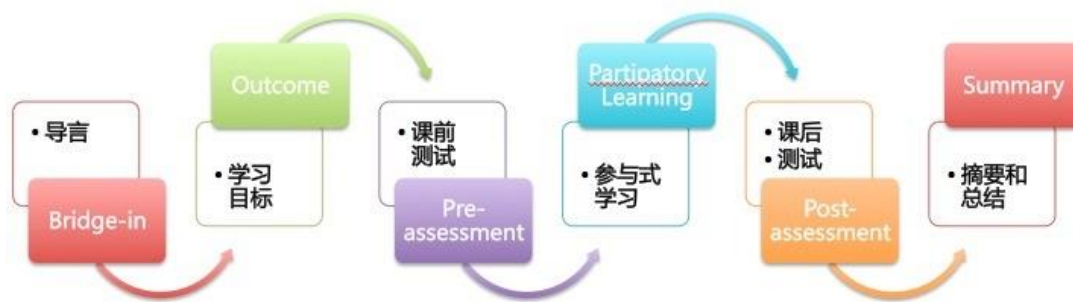 • 导言
Bridge-in
Outcome
• 学习
目标
• 课前
测试
Pre-
assessment
Partipatory
Learning
• 参与式
学习
• 课后
• 测试
Post-
assessment
Summary
• 摘要和
总结